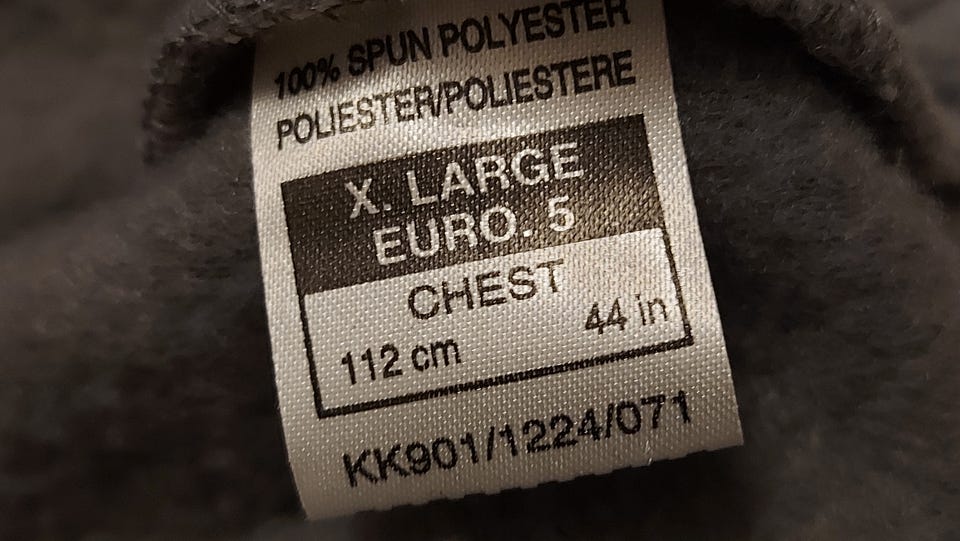 100% SPUN POLYESTER
POLIESTER/POLIESTERE
X. LARGE
EURO. 5
CHEST
112 cm 44 in
KK901/1224/071